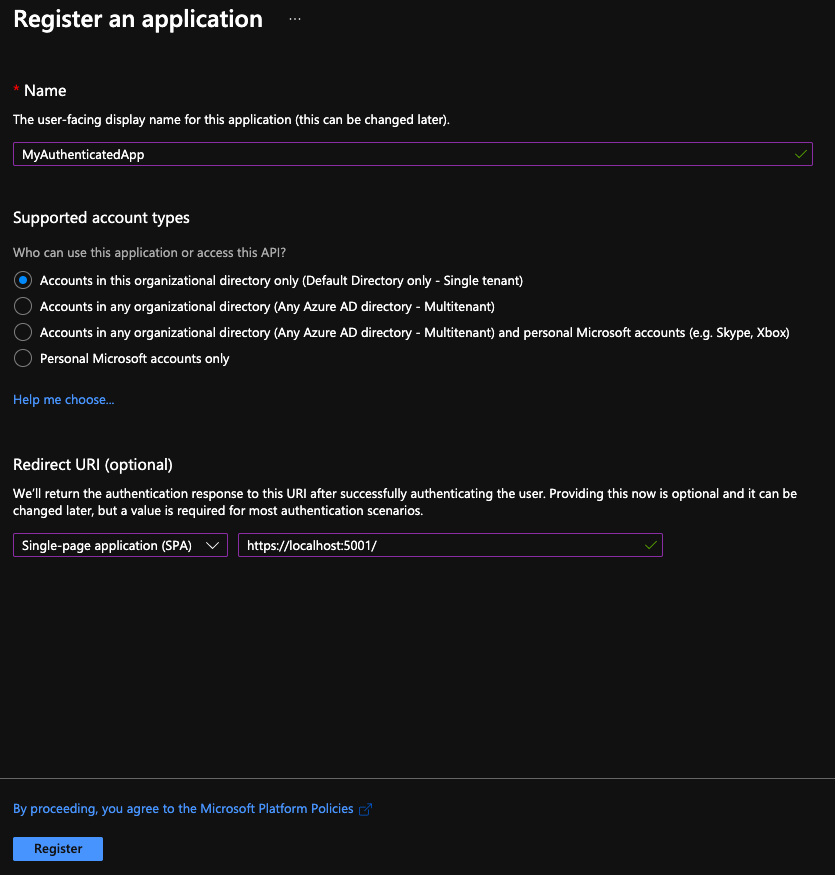 Register an application ...
* Name
The user-facing display name for this application (this can be changed later).
MyAuthenticatedApp
Supported account types
Who can use this application or access this API?
Accounts in this organizational directory only (Default Directory only - Single tenant)
Accounts in any organizational directory (Any Azure AD directory - Multitenant)
Accounts in any organizational directory (Any Azure AD directory - Multitenant) and personal Microsoft accounts (e.g. Skype, Xbox)
Personal Microsoft accounts only
Help me choose...
Redirect URI (optional)
We'll return the authentication response to this URI after successfully authenticating the user. Providing this now is optional and it can be
changed later, but a value is required for most authentication scenarios.
Single-page application (SPA) https://localhost:5001/
By proceeding, you agree to the Microsoft Platform Policies
Register